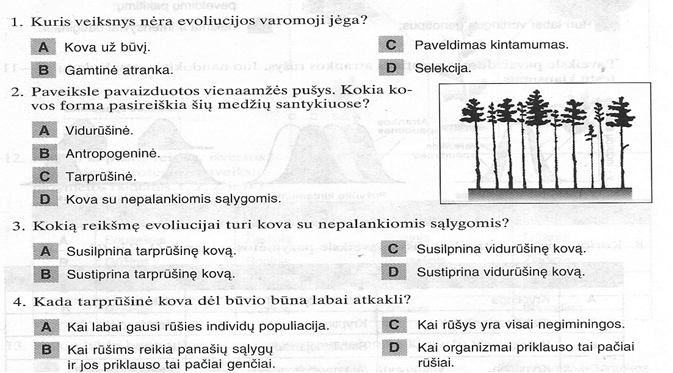 1. Kuris veiksnys nėra evoliucijos varomoji jėga?
A Kova už būvį.
B Gamtinė atranka.
C Paveldimas kintamumas.
D Selekcija.
2. Paveiksle pavaizduotos vienaamžės pušys. Kokia ko-
vos forma pasireiškia šių medžių santykiuose?
A Vidurūšinė.
B Antropogeninė.
C Tarprūšinė.
D Kova su nepalankiomis sąlygomis.
3. Kokią reikšmę evoliucijai turi kova su nepalankiomis sąlygomis?
A Susilpnina tarprūšinę kovą.
B Sustiprina tarprūšinę kovą.
C Susilpnina vidurūšinę kovą.
D Sustiprina vidurūšinę kovą.
4. Kada tarprūšinė kova dėl būvio būna labai atkakli?
A Kai labai gausi rūšies individų populiacija.
B Kai rūšims reikia panašių sąlygų
ir jos priklauso tai pačiai genčiai.
C Kai rūšys yra visai negiminingos.
D Kai organizmai priklauso tai pačiai
rūšiai.